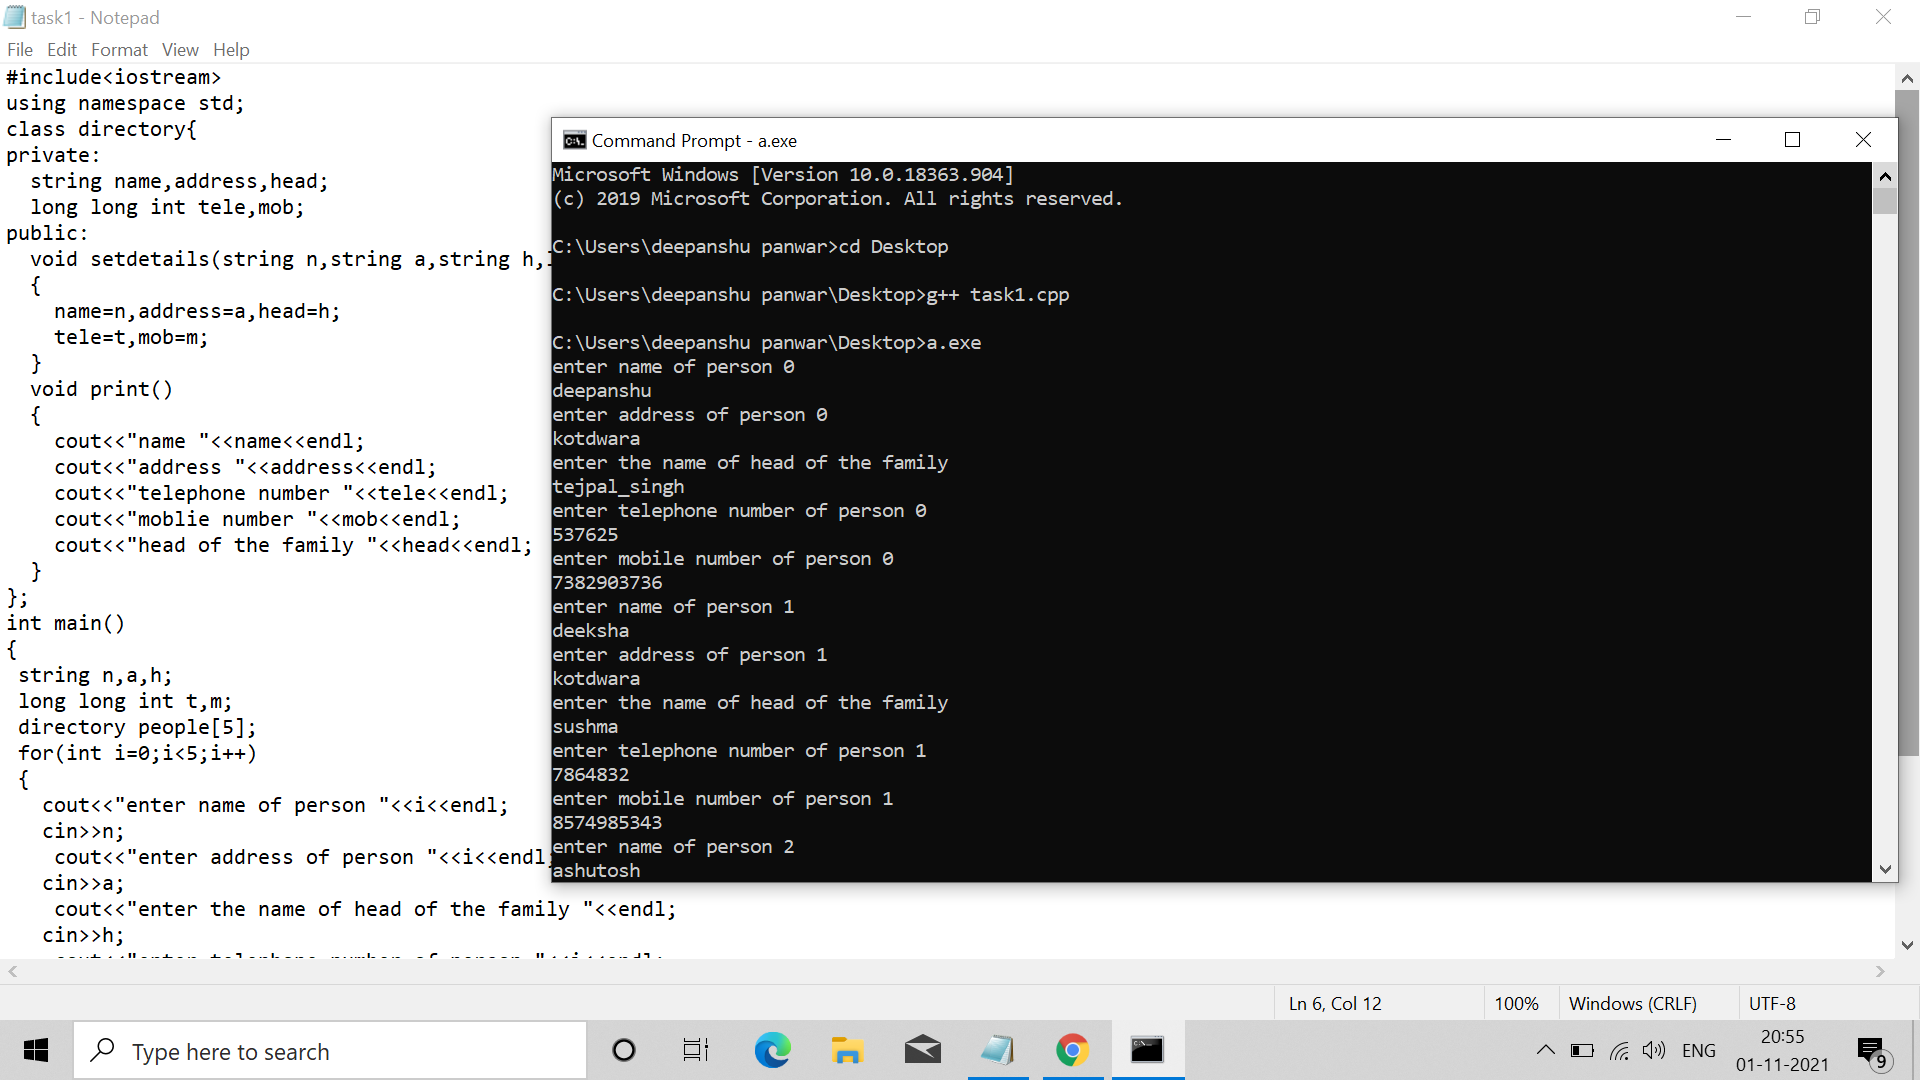 task1 - Notepad
File Edit Format View Help
#include<iostream>
using namespace std;
class directory{
private:
string name,address,head;
long long int tele,mob;
public:
void setdetails(string n,string a,string h,
{
name=n,address=a,head=h;
tele=t,mob=m;
}
void print()
{
cout<<"name "<<name<<endl;
cout<<"address "<<address<<endl;
cout<<"telephone number "<<tele<<endl;
cout<<"moblie number "<<mob<<endl;
cout<<"head of the family "<<head<<endl;
}
};
int main()
{
string n,a,h;
long long int t,m;
directory people[5];
for(int i=0;i<5;i++)
{
cout<<"enter name of person "<<i<<endl;
cin>>n;
cout<<"enter address of person "<<i<<endl;
cin>>a;
cout<<"enter the name of head of the family "<<endl;
cin>>h;
Command Prompt - a.exe
Microsoft Windows [Version 10.0.18363.904]
(c) 2019 Microsoft Corporation. All rights reserved.
C:\Users\deepanshu panwar>cd Desktop
C:\Users\deepanshu panwar\Desktop>g++ task1.cpp
C:\Users\deepanshu panwar\Desktop>a.exe
enter name of person 0
deepanshu
enter address of person 0
kotdwara
enter the name of head of the family
tejpal_singh
enter telephone number of person 0
537625
enter mobile number of person 0
7382903736
enter name of person 1
deeksha
enter address of person 1
kotdwara
enter the name of head of the family
sushma
enter telephone number of person 1
7864832
enter mobile number of person 1
8574985343
enter name of person 2
ashutosh
Ln 6, Col 12 100% Windows (CRLF) UTF-8
Type here to search
ENG
20:55
01-11-2021
9